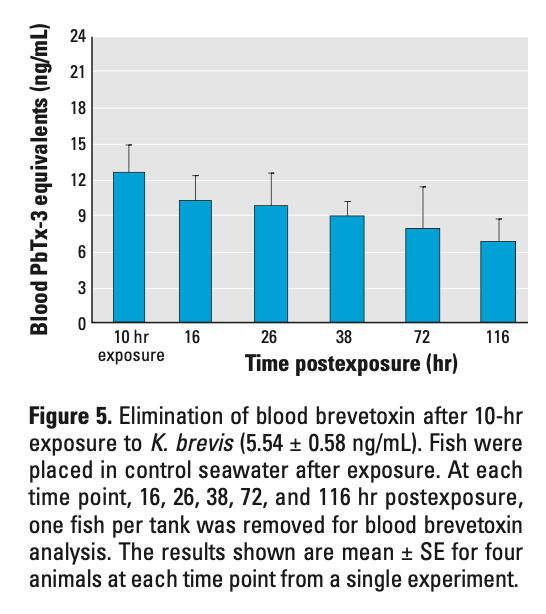 Blood PbTx-3 equivalents (ng/mL)
24
21
18
15
12
9
6
3
0
10 hr
exposure
16
26
38
72
116
Time postexposure (hr)
Figure 5. Elimination of blood brevetoxin after 10-hr
exposure to K. brevis (5.54 ± 0.58 ng/mL). Fish were
placed in control seawater after exposure. At each
time point, 16, 26, 38, 72, and 116 hr postexposure,
one fish per tank was removed for blood brevetoxin
analysis. The results shown are mean ± SE for four
animals at each time point from a single experiment.